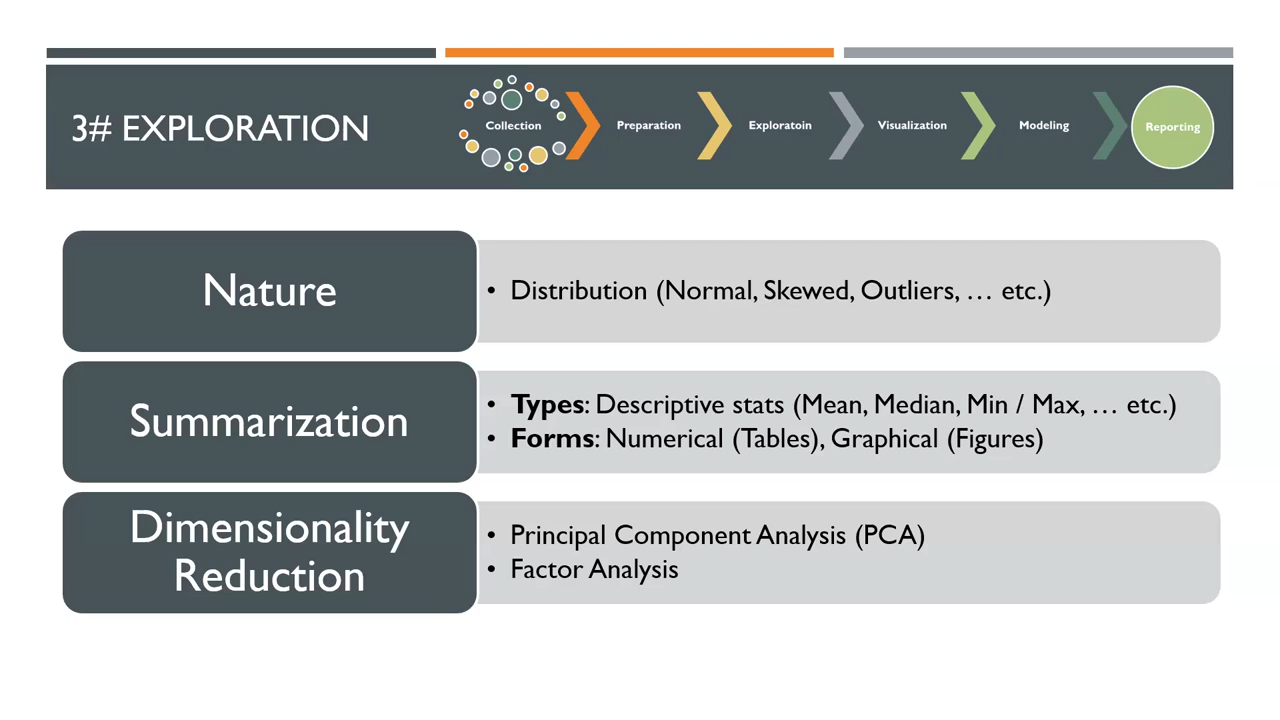 3# EXPLORATION
Collection
Preparation
Exploratoin
Visualization
Modeling
Reporting
Nature
• Distribution (Normal, Skewed, Outliers, … etc.)
Summarization
• Types: Descriptive stats (Mean, Median, Min / Max, … etc.)
• Forms: Numerical (Tables), Graphical (Figures)
Dimensionality
Reduction
• Principal Component Analysis (PCA)
• Factor Analysis